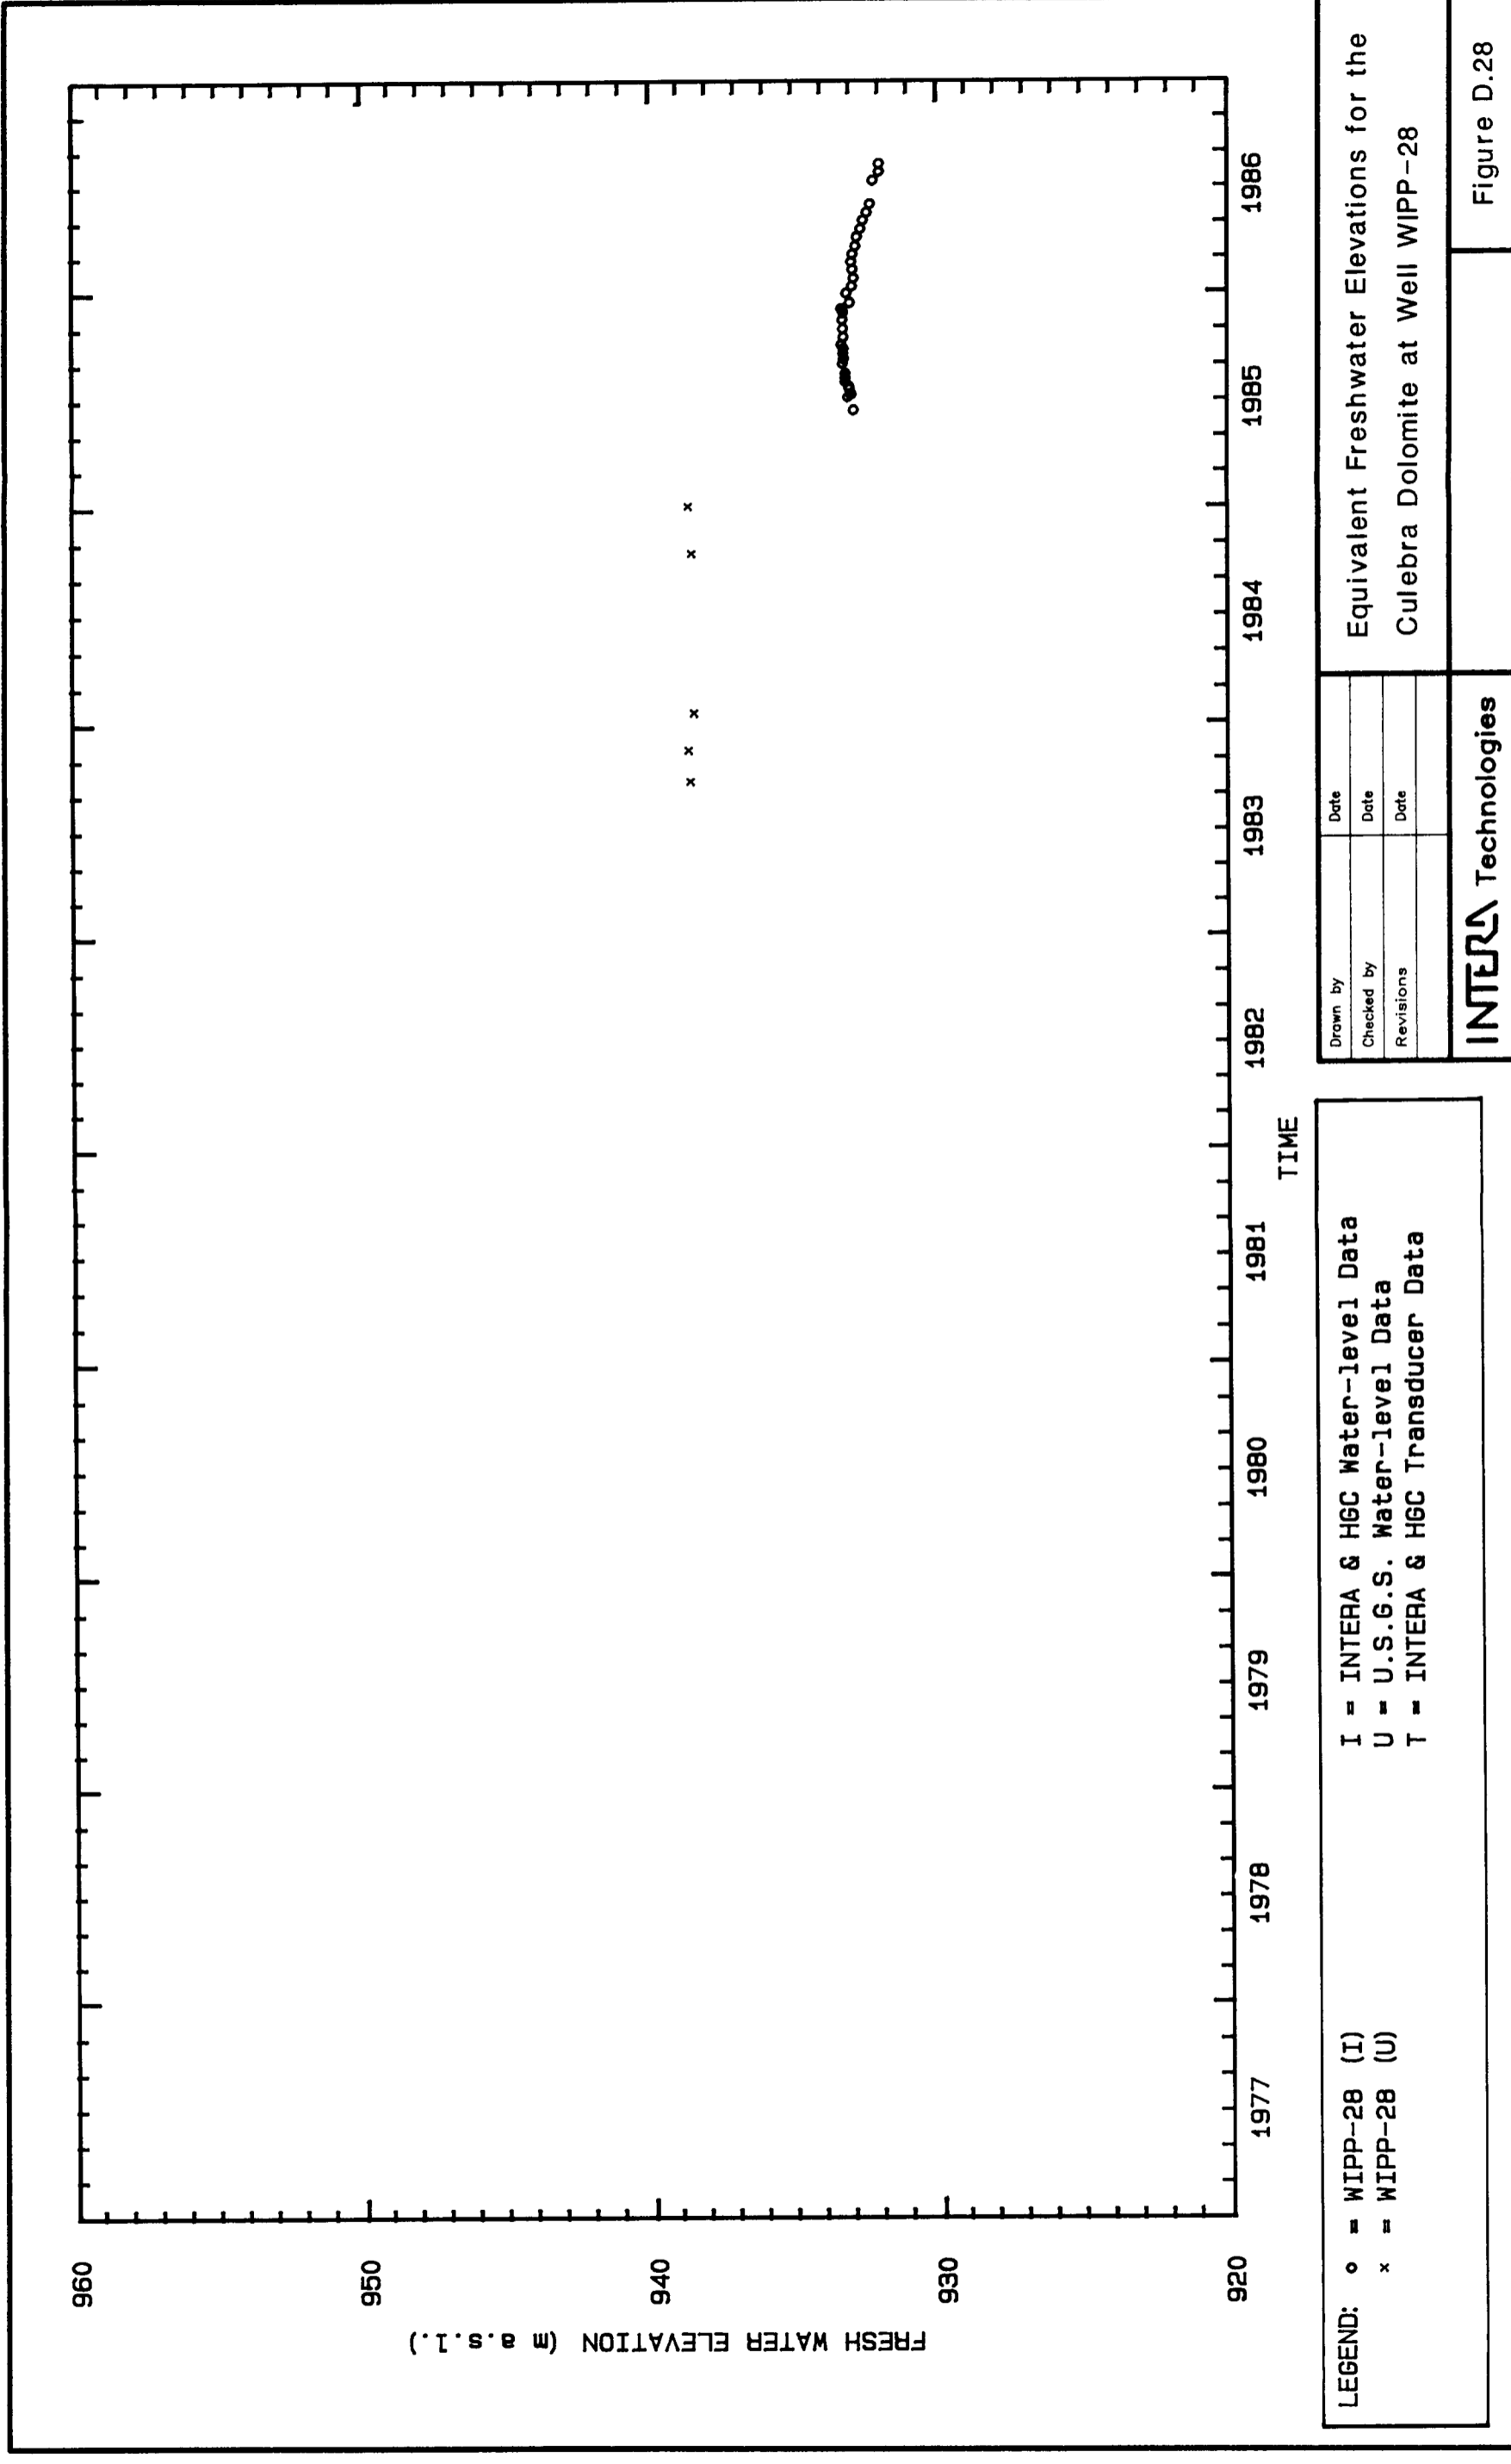 960
950
940
930
920
FRESH WATER ELEVATION (m a.s.l.)
1977
1978
1979
1980
1981
1982
1983
1984
1985
1986
TIME
LEGEND:
o = WIPP-28 (I)
x = WIPP-28 (U)
I = INTERA & HGC Water-level Data
U = U.S.G.S. Water-level Data
T = INTERA & HGC Transducer Data
Drawn by Date
Checked by Date
Revisions Date
Equivalent Freshwater Elevations for the
Culebra Dolomite at Well WIPP-28
INTERA Technologies
Figure D.28